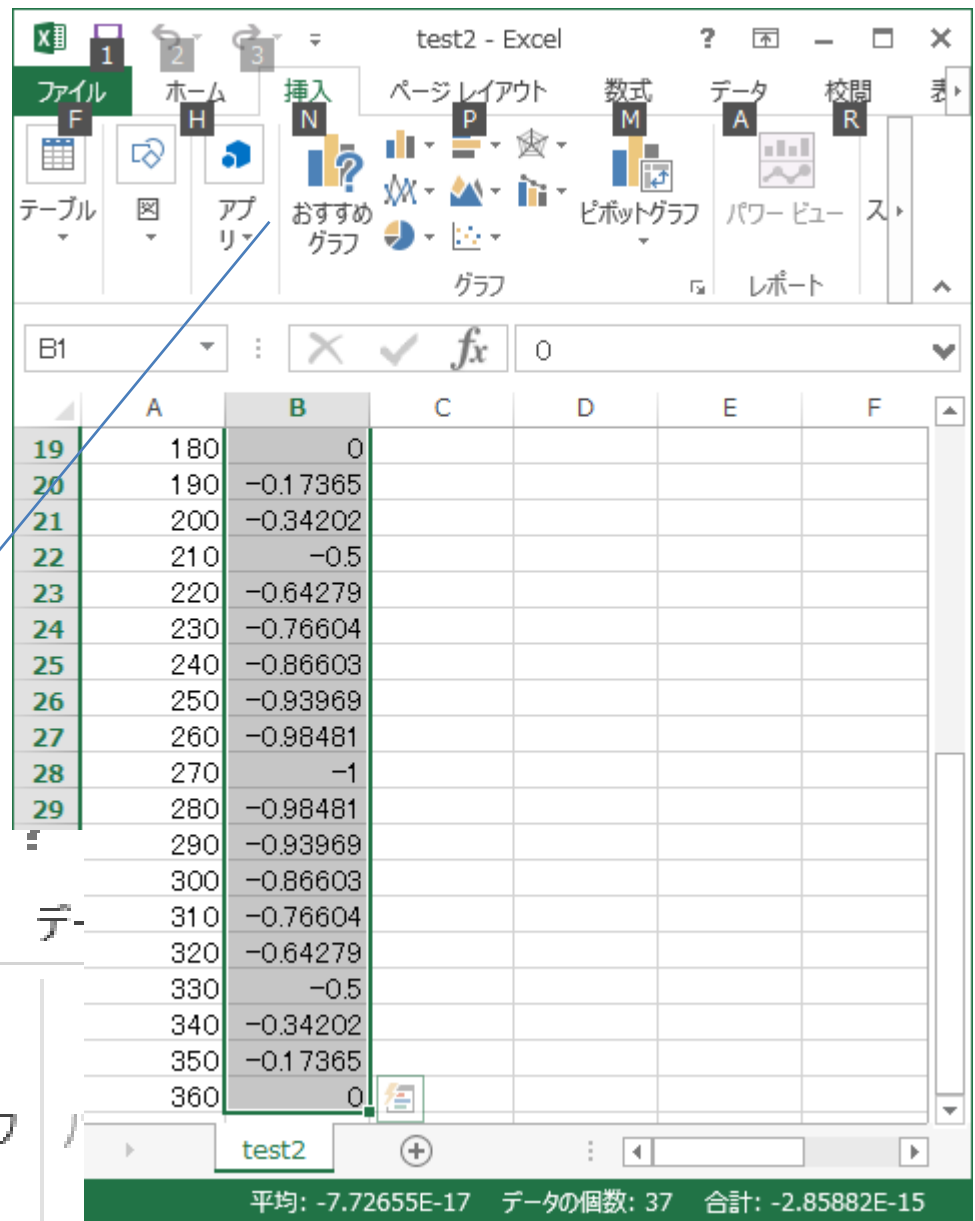 test2 - Excel ?
1 2 3
ファイル ホーム 挿入 ページ レイアウト 数式 データ 校閲 表
F H N P M A R
テーブル 図 アプリ おすすめグラフ ピボットグラフ パワー ビュー ス
グラフ レポート
B1 fx 0
A B C D E F
19 180 0
20 190 -0.17365
21 200 -0.34202
22 210 -0.5
23 220 -0.64279
24 230 -0.76604
25 240 -0.86603
26 250 -0.93969
27 260 -0.98481
28 270 -1
29 280 -0.98481
290 -0.93969
300 -0.86603
デー 310 -0.76604
320 -0.64279
330 -0.5
340 -0.34202
350 -0.17365
360 0
test2
平均: -7.72655E-17 データの個数: 37 合計: -2.85882E-15